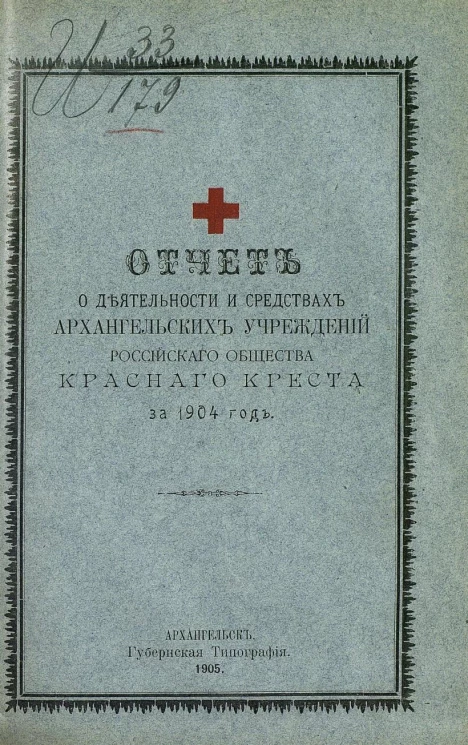 И 33
179
ОТЧЕТЪ
О ДѢЯТЕЛЬНОСТИ И СРЕДСТВАХЪ
АРХАНГЕЛЬСКИХЪ УЧРЕЖДЕНІЙ
РОССІЙСКАГО ОБЩЕСТВА
КРАСНАГО КРЕСТА
за 1904 годъ.
АРХАНГЕЛЬСКЪ.
Губернская Типографія.
1905.